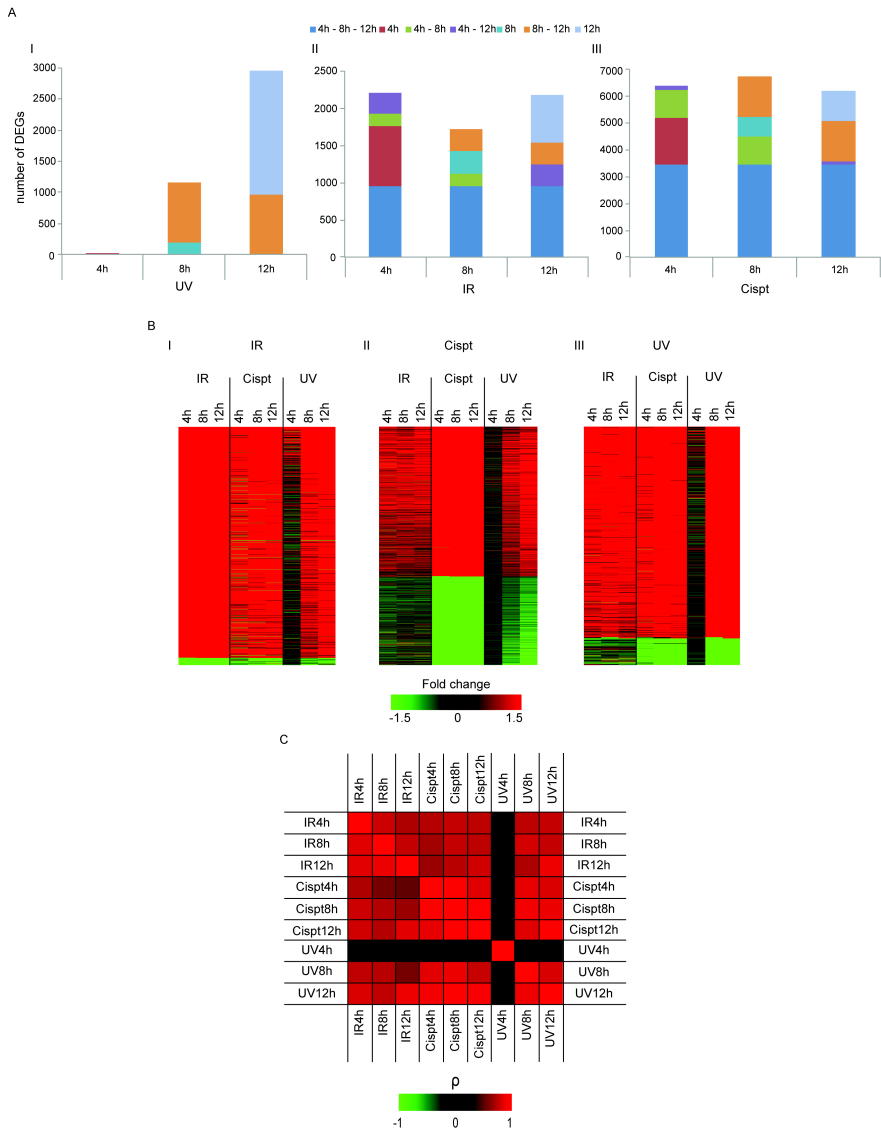 A
4h - 8h - 12h 4h 4h - 8h 4h - 12h 8h 8h - 12h 12h
I II III
number of DEGs
3000
2500
2000
1500
1000
500
0
4h 8h 12h
UV
2500
2000
1500
1000
500
0
4h 8h 12h
IR
7000
6000
5000
4000
3000
2000
1000
0
4h 8h 12h
Cispt
B
I IR II Cispt III UV
IR Cispt UV IR Cispt UV IR Cispt UV
4h 8h 12h 4h 8h 12h 4h 8h 12h 4h 8h 12h 4h 8h 12h 4h 8h 12h 4h 8h 12h 4h 8h 12h 4h 8h 12h
Fold change
-1.5 0 1.5
C
IR4h IR8h IR12h Cispt4h Cispt8h Cispt12h UV4h UV8h UV12h
IR4h IR4h
IR8h IR8h
IR12h IR12h
Cispt4h Cispt4h
Cispt8h Cispt8h
Cispt12h Cispt12h
UV4h UV4h
UV8h UV8h
UV12h UV12h
IR4h IR8h IR12h Cispt4h Cispt8h Cispt12h UV4h UV8h UV12h
ρ
-1 0 1